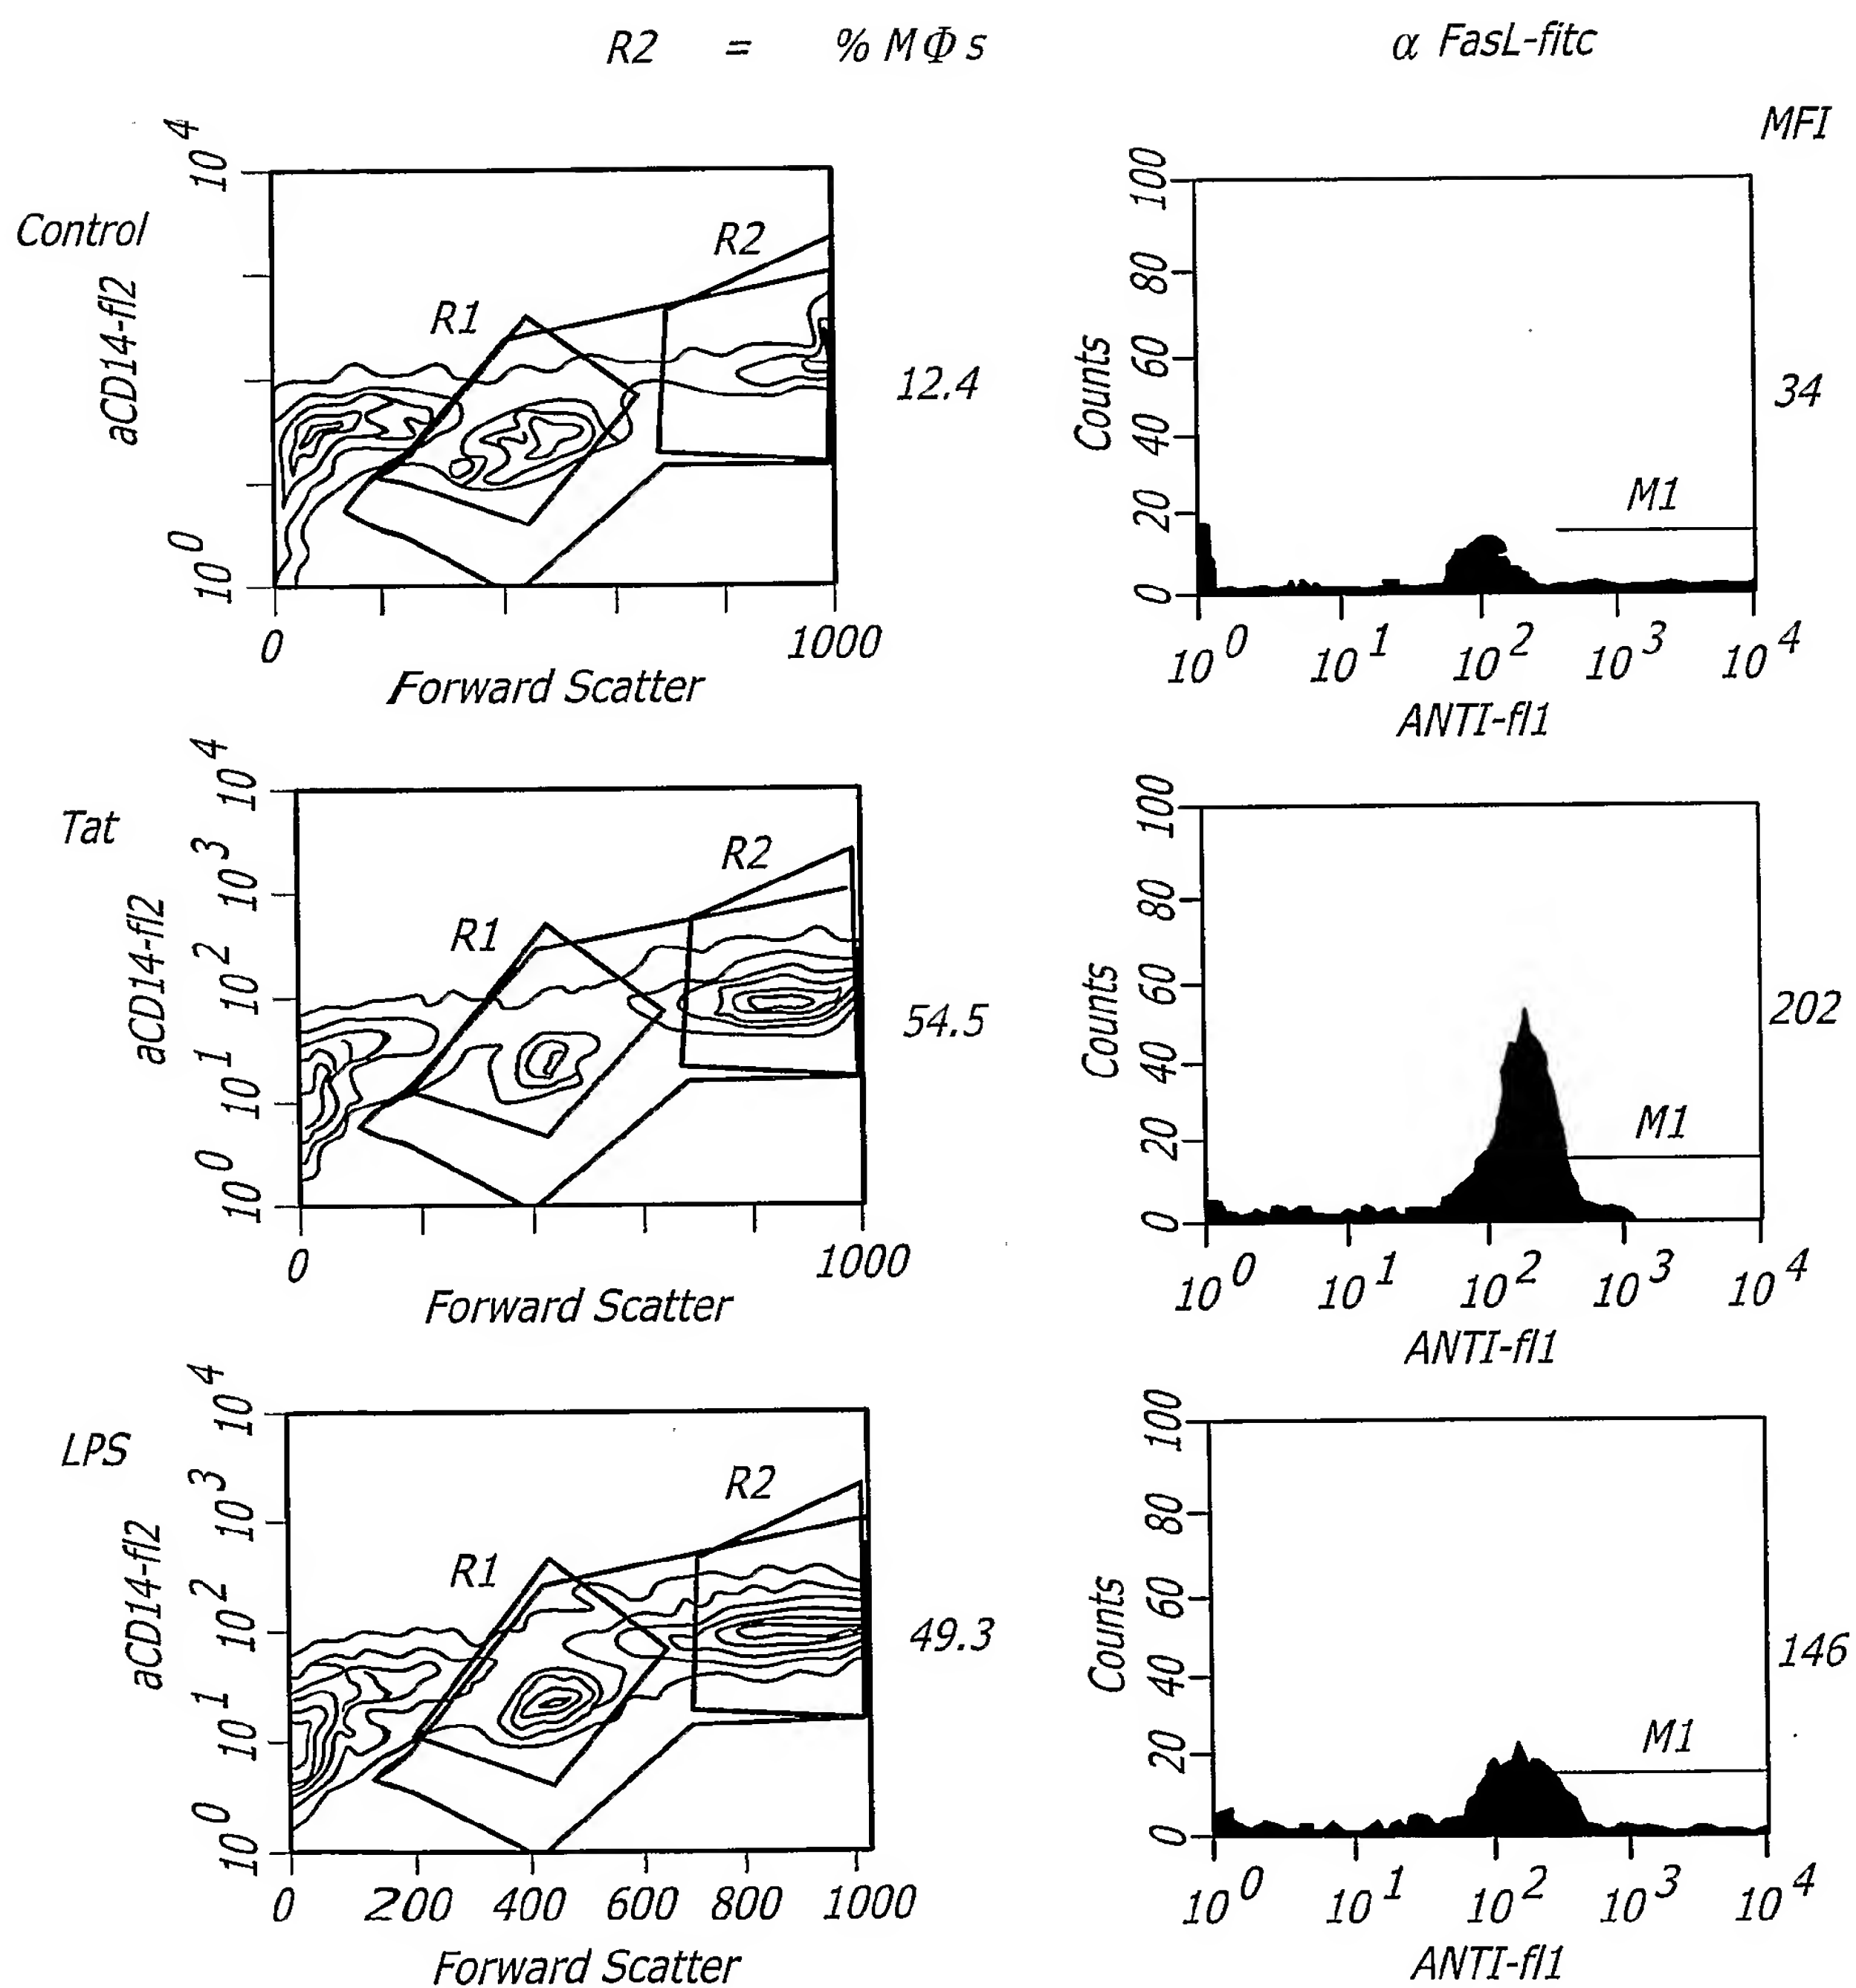 R2 = % MΦs
α FasL-fitc
MFI
Control
aCD14-fl2
10^4
10^0
R1
R2
0
1000
Forward Scatter
12.4
Counts
100
80
60
40
20
0
M1
34
10^0 10^1 10^2 10^3 10^4
ANTI-fl1
Tat
aCD14-fl2
10^4
10^3
10^2
10^1
10^0
R1
R2
0
1000
Forward Scatter
54.5
Counts
100
80
60
40
20
0
M1
202
10^0 10^1 10^2 10^3 10^4
ANTI-fl1
LPS
aCD14-fl2
10^4
10^3
10^2
10^1
10^0
R1
R2
0 200 400 600 800 1000
Forward Scatter
49.3
Counts
100
80
60
40
20
0
M1
146
10^0 10^1 10^2 10^3 10^4
ANTI-fl1